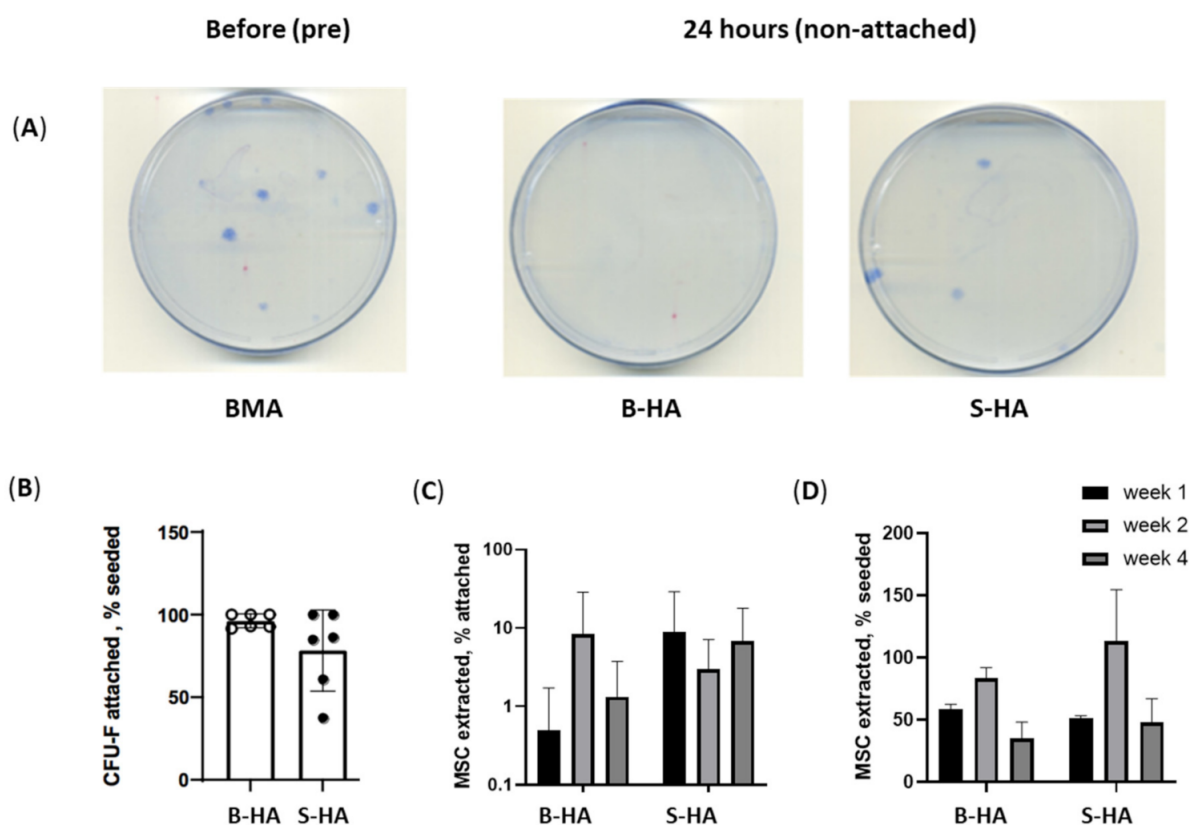 Before (pre)
24 hours (non-attached)
(A)
BMA
B-HA
S-HA
(B)
CFU-F attached , % seeded
150
100
50
0
B-HA S-HA
(C)
MSC extracted, % attached
100
10
1
0.1
B-HA
S-HA
(D)
week 1
week 2
week 4
MSC extracted, % seeded
200
150
100
50
0
B-HA
S-HA